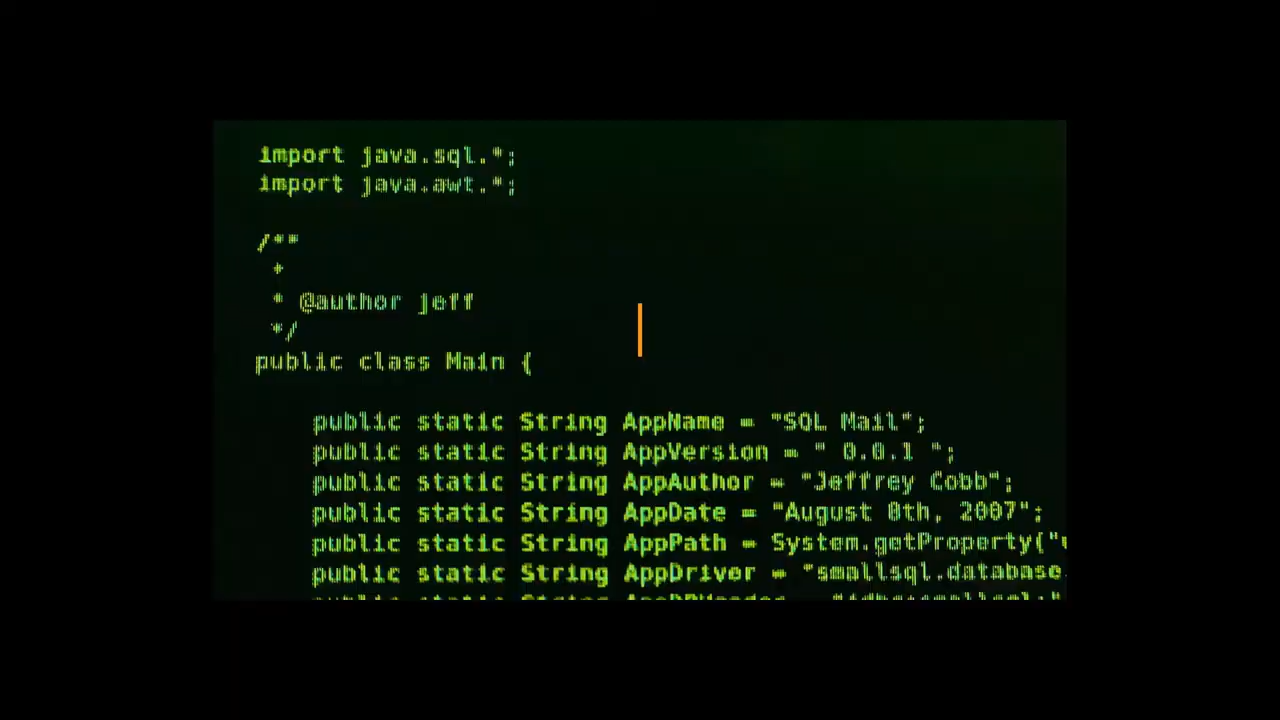 import java.sql.*;
import java.awt.*;
/**
*
* @author jeff
*/
public class Main {
public static String AppName = "SQL Mail";
public static String AppVersion = " 0.0.1 ";
public static String AppAuthor = "Jeffrey Cobb";
public static String AppDate = "August 8th, 2007";
public static String AppPath = System.getProperty("
public static String AppDriver = "smallsql.database